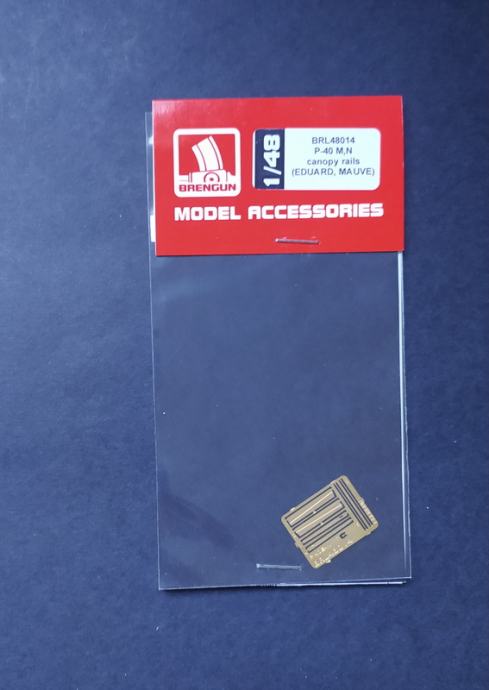 BRENGUN
1/48
BRL48014
P-40 M,N
canopy rails
(EDUARD, MAUVE)
MODEL ACCESSORIES